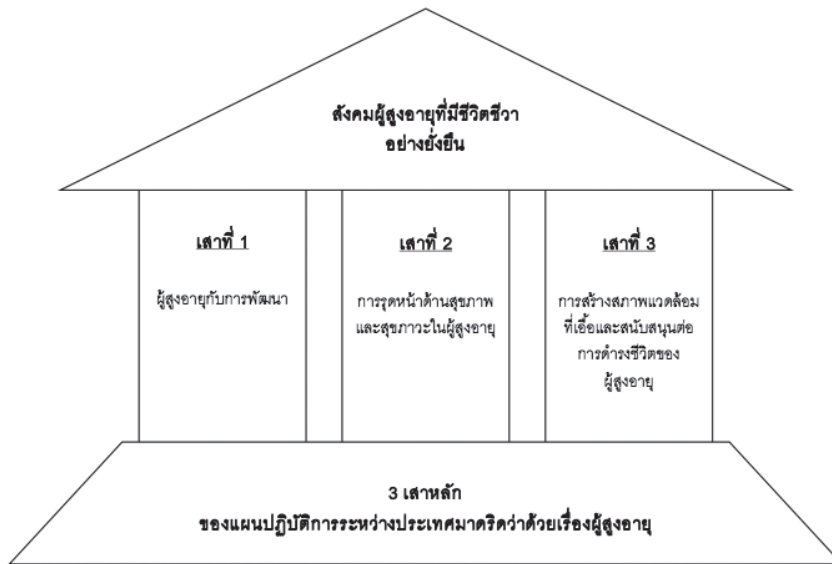 สังคมผู้สูงอายุที่มีชีวิตชีวา
อย่างยั่งยืน
เสาที่ 1
ผู้สูงอายุกับการพัฒนา
เสาที่ 2
การรุดหน้าด้านสุขภาพ
และสุขภาวะในผู้สูงอายุ
เสาที่ 3
การสร้างสภาพแวดล้อม
ที่เอื้อและสนับสนุนต่อ
การดำรงชีวิตของ
ผู้สูงอายุ
3 เสาหลัก
ของแผนปฏิบัติการระหว่างประเทศมาดริดว่าด้วยเรื่องผู้สูงอายุ